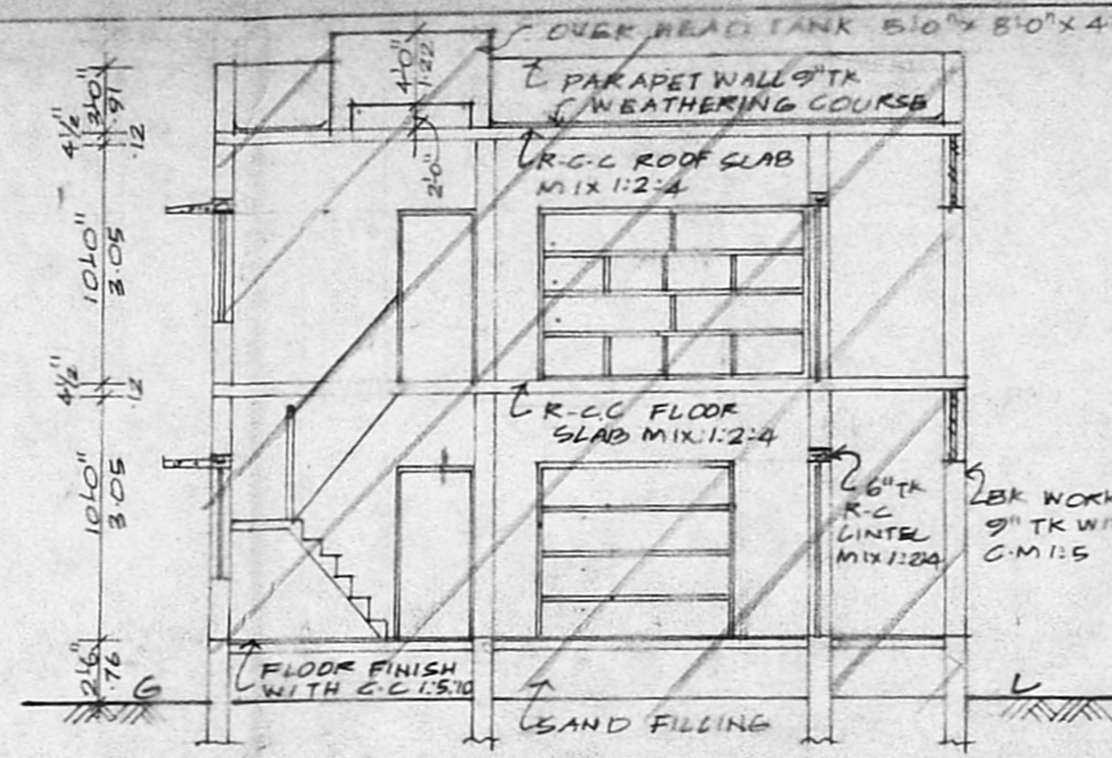 OVER HEAD TANK 8'0" X 8'0" X 4
PARAPET WALL 9" TK
WEATHERING COURSE
4'0"
1.22
2'0"
R.C.C ROOF SLAB
MIX 1:2:4
3'0"
.91
4½"
.12
10'0"
3.05
4½"
.12
R.C.C FLOOR
SLAB MIX 1:2:4
10'0"
3.05
6" TK
R.C
LINTEL
MIX 1:2:4
BK WORK
9" TK WI
C.M 1:5
2'6"
.76
G
FLOOR FINISH
WITH C.C 1:5:10
SAND FILLING
L